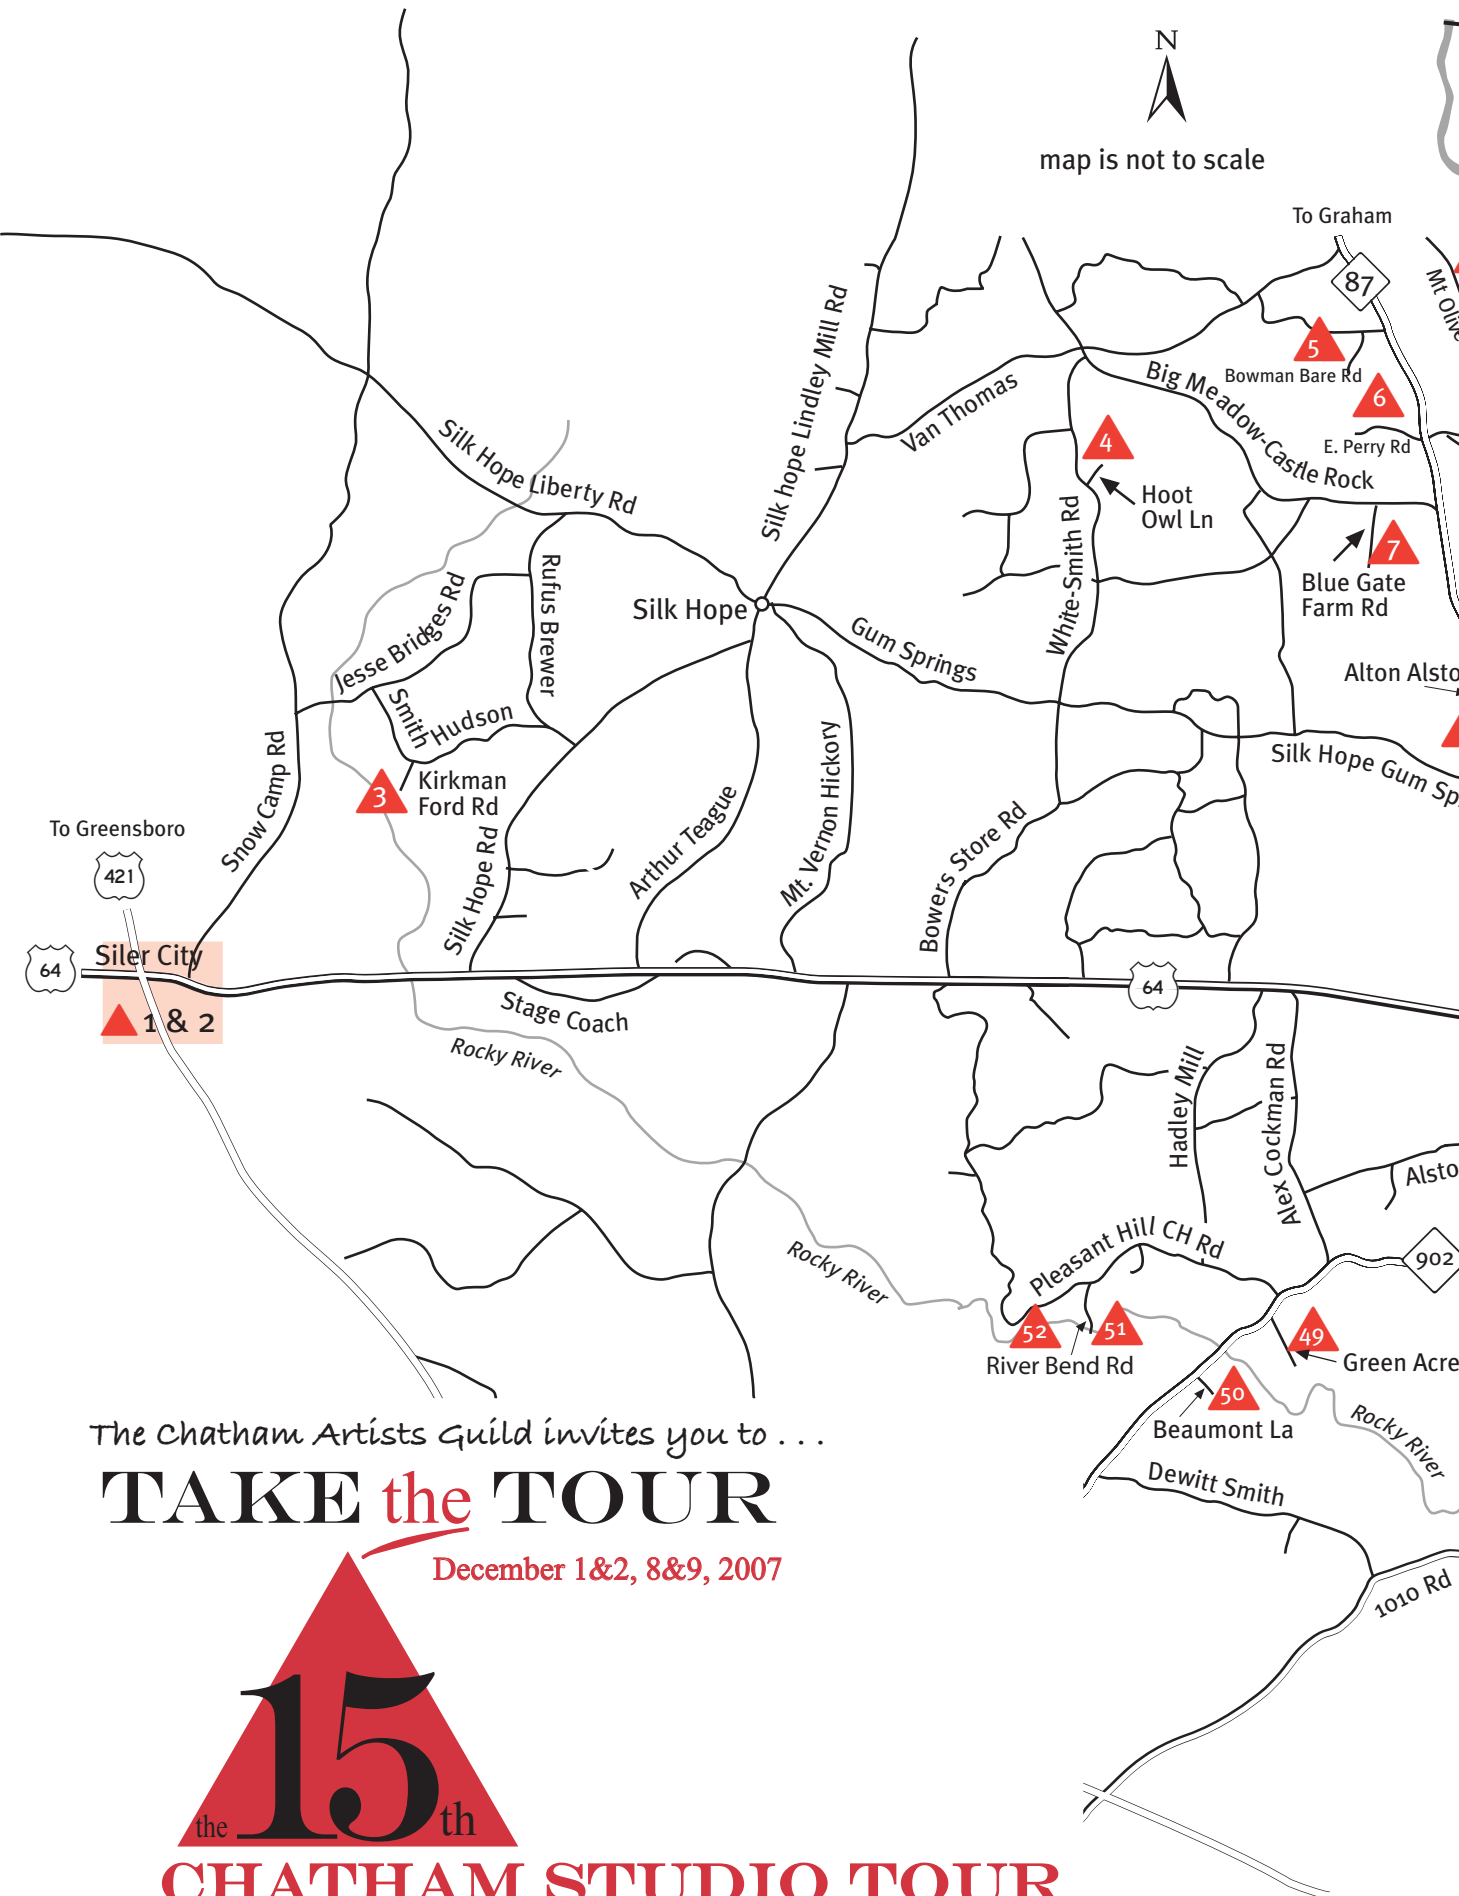 N
map is not to scale
To Graham
87
Mt Olive
5
Bowman Bare Rd
6
E. Perry Rd
Big Meadow-Castle Rock
Van Thomas
Silk hope Lindley Mill Rd
4
Hoot
Owl Ln
7
Blue Gate
Farm Rd
White-Smith Rd
Silk Hope Liberty Rd
Rufus Brewer
Jesse Bridges Rd
Silk Hope
Gum Springs
Alton Alsto
Smith
Hudson
Silk Hope Gum Sp
Snow Camp Rd
3
Kirkman
Ford Rd
To Greensboro
421
Silk Hope Rd
Arthur Teague
Mt. Vernon Hickory
Bowers Store Rd
Siler City
64
64
1 & 2
Stage Coach
Rocky River
Hadley Mill
Alex Cockman Rd
Alsto
Pleasant Hill CH Rd
902
Rocky River
52
51
49
River Bend Rd
Green Acre
50
Beaumont La
Rocky River
Dewitt Smith
1010 Rd
The Chatham Artists Guild invites you to . . .
TAKE the TOUR
December 1&2, 8&9, 2007
the 15th
CHATHAM STUDIO TOUR